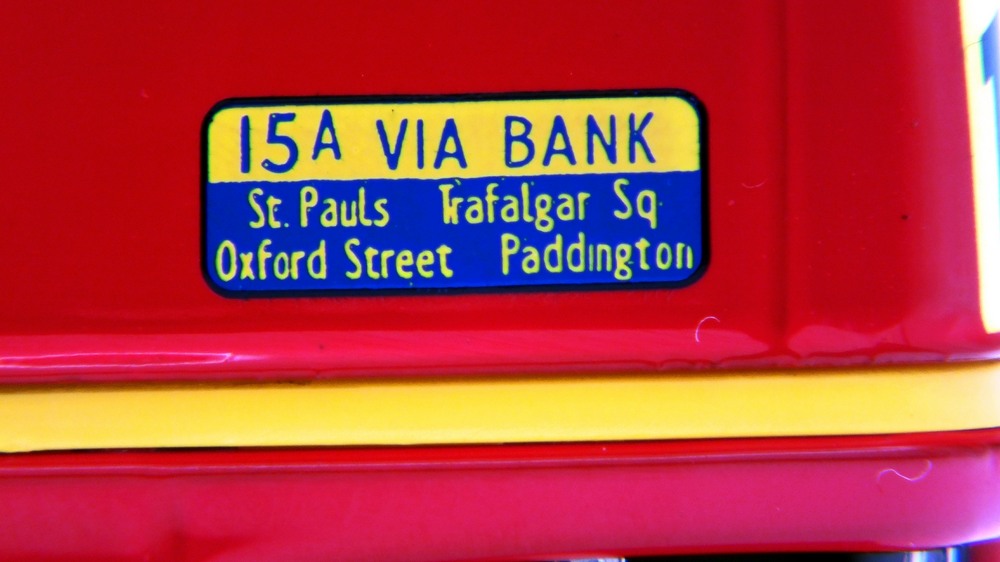 15A VIA BANK
St. Pauls Trafalgar Sq
Oxford Street Paddington